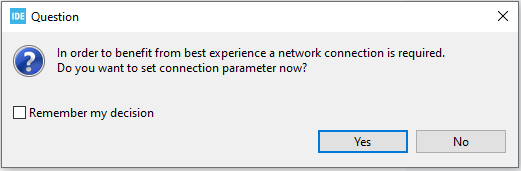 IDE Question
In order to benefit from best experience a network connection is required.
Do you want to set connection parameter now?
Remember my decision
Yes No